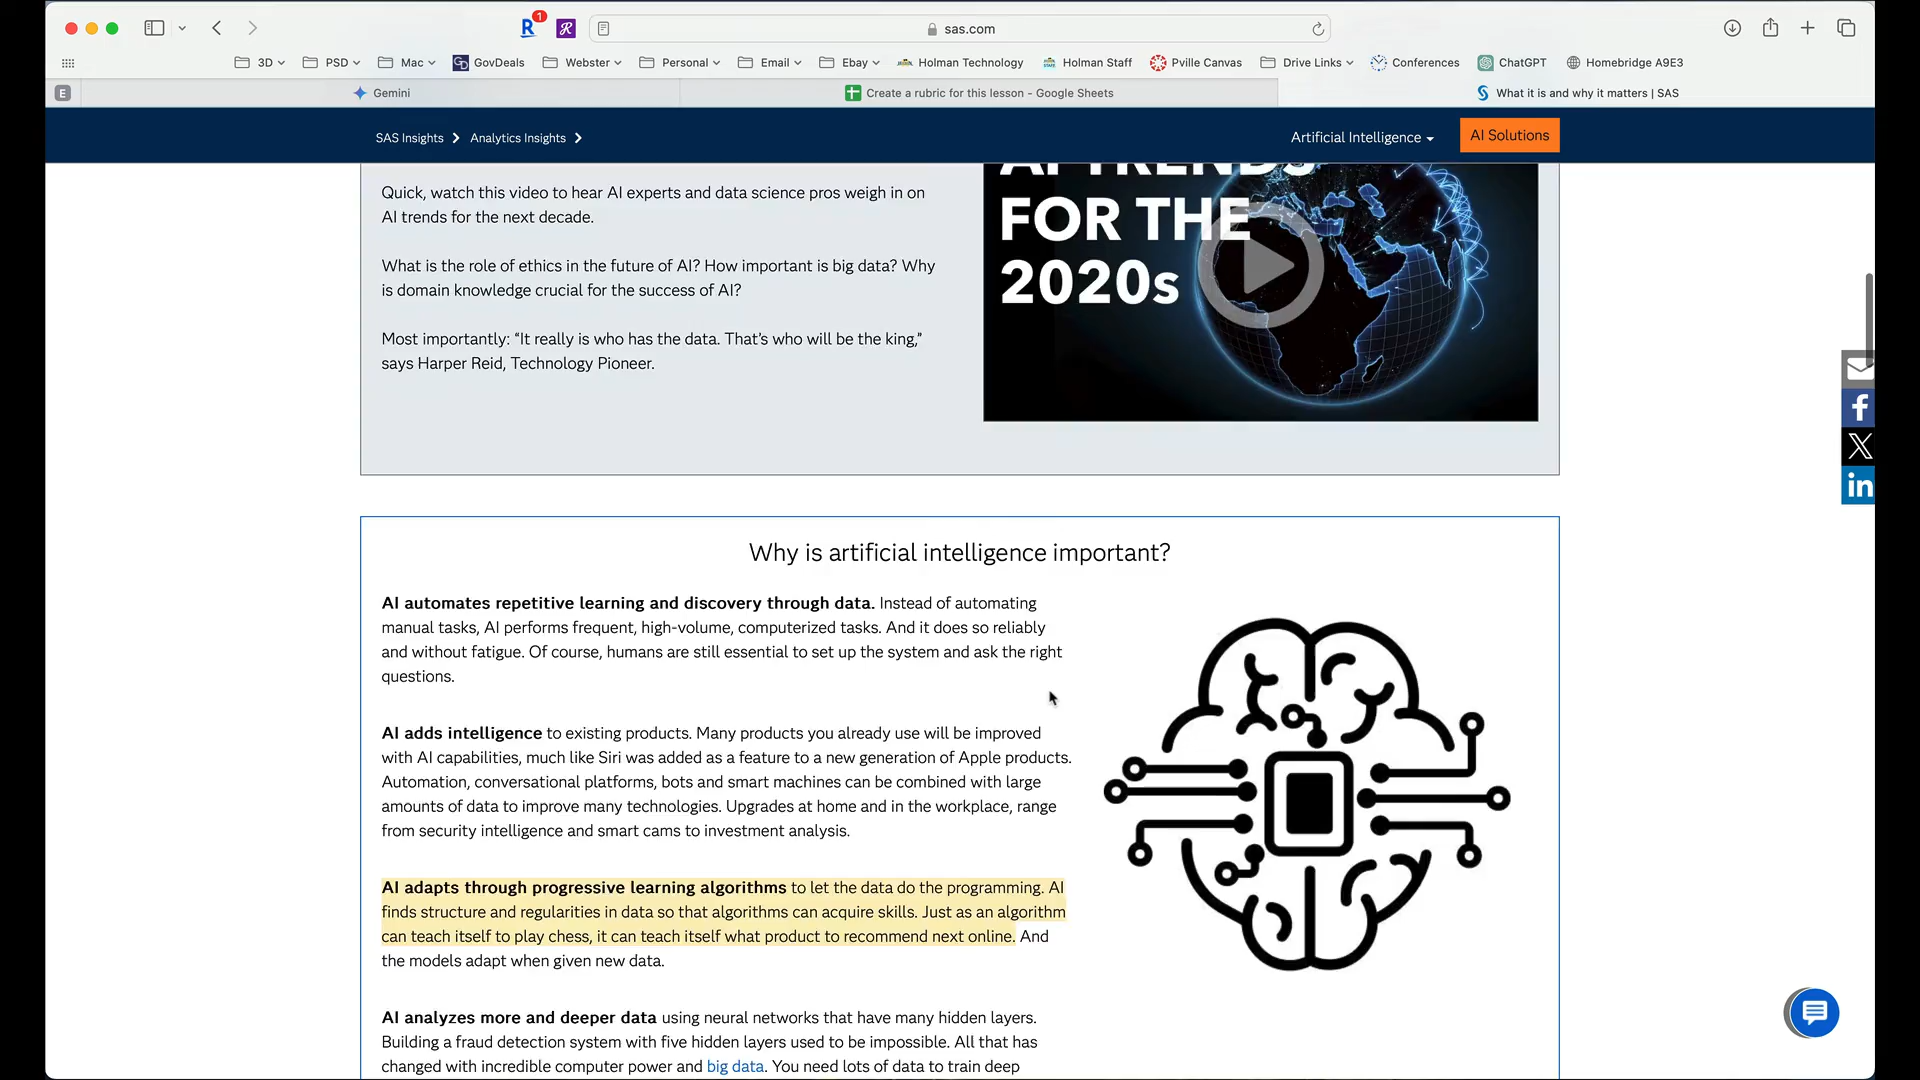 R 1
sas.com
3D
PSD
Mac
GD GovDeals
Webster
Personal
Email
Ebay
Holman Technology
Holman Staff
Pville Canvas
Drive Links
Conferences
ChatGPT
Homebridge A9E3
E
Gemini
Create a rubric for this lesson - Google Sheets
What it is and why it matters | SAS
SAS Insights
Analytics Insights
Artificial Intelligence
AI Solutions
Quick, watch this video to hear AI experts and data science pros weigh in on
AI trends for the next decade.
What is the role of ethics in the future of AI? How important is big data? Why
is domain knowledge crucial for the success of AI?
Most importantly: “It really is who has the data. That’s who will be the king,”
says Harper Reid, Technology Pioneer.
AI TRENDS
FOR THE
2020s
Why is artificial intelligence important?
AI automates repetitive learning and discovery through data. Instead of automating
manual tasks, AI performs frequent, high-volume, computerized tasks. And it does so reliably
and without fatigue. Of course, humans are still essential to set up the system and ask the right
questions.
AI adds intelligence to existing products. Many products you already use will be improved
with AI capabilities, much like Siri was added as a feature to a new generation of Apple products.
Automation, conversational platforms, bots and smart machines can be combined with large
amounts of data to improve many technologies. Upgrades at home and in the workplace, range
from security intelligence and smart cams to investment analysis.
AI adapts through progressive learning algorithms to let the data do the programming. AI
finds structure and regularities in data so that algorithms can acquire skills. Just as an algorithm
can teach itself to play chess, it can teach itself what product to recommend next online. And
the models adapt when given new data.
AI analyzes more and deeper data using neural networks that have many hidden layers.
Building a fraud detection system with five hidden layers used to be impossible. All that has
changed with incredible computer power and big data. You need lots of data to train deep